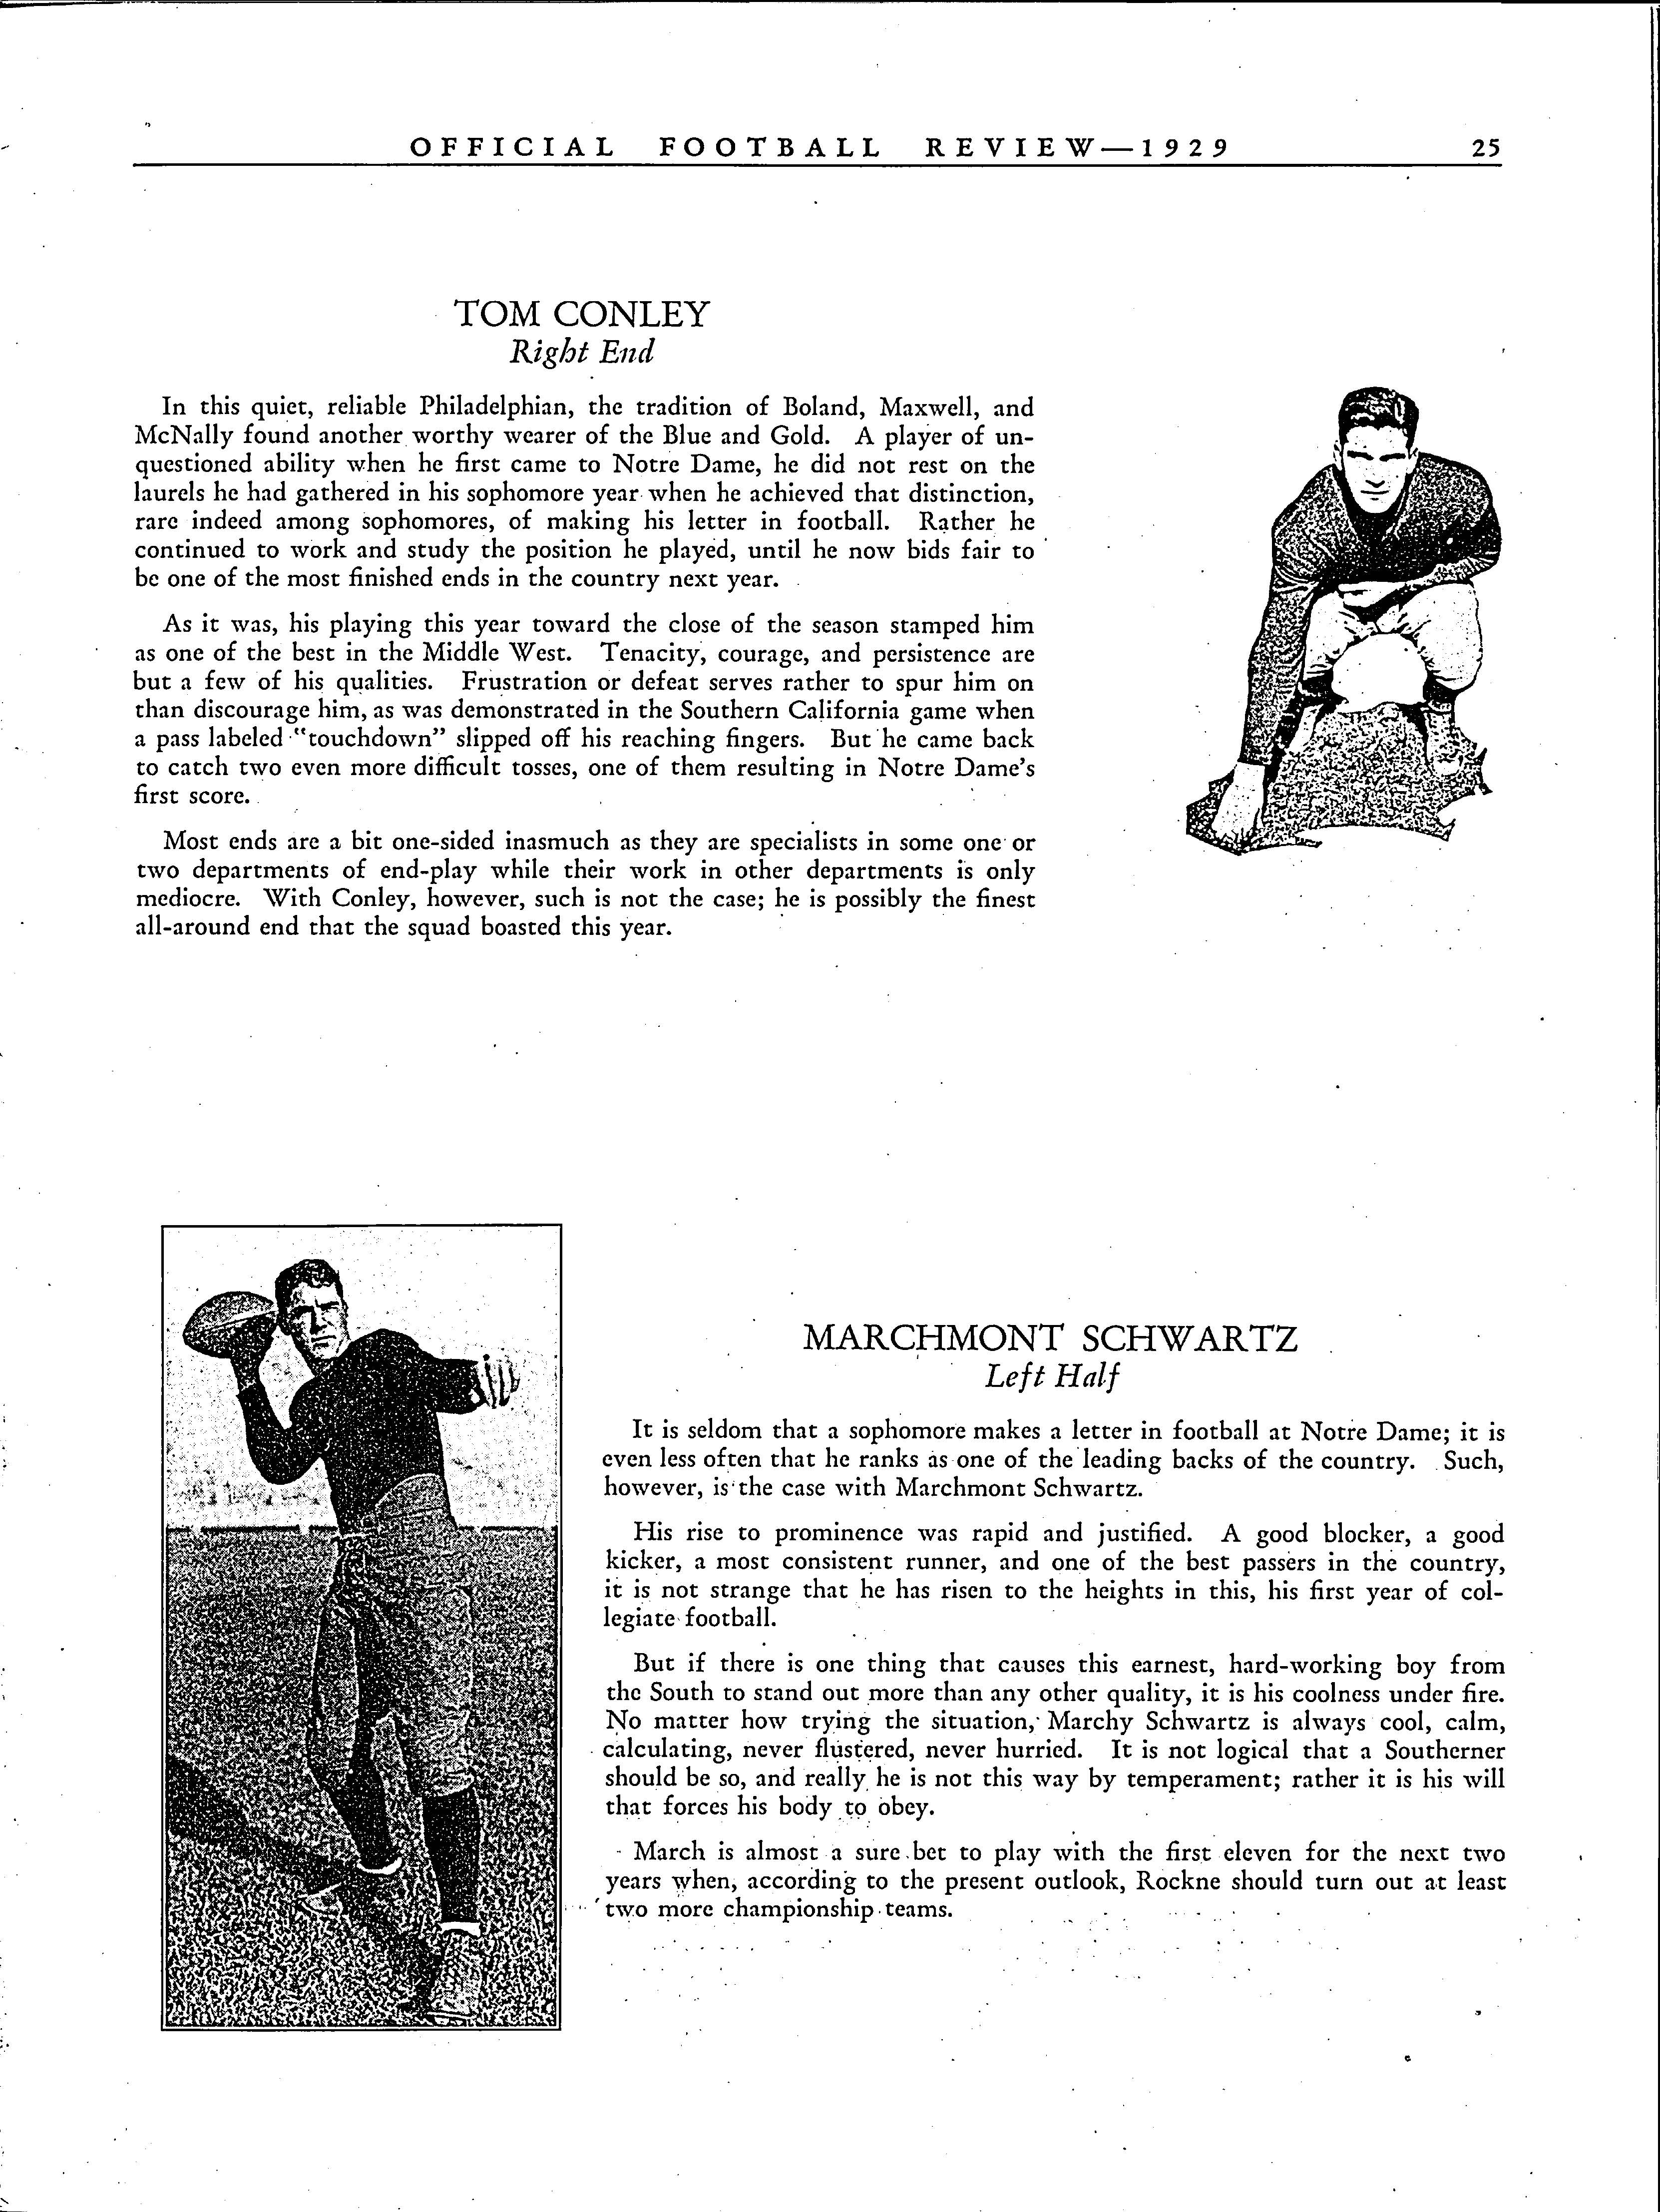 OFFICIAL FOOTBALL REVIEW—1929 25
TOM CONLEY
Right End
In this quiet, reliable Philadelphian, the tradition of Boland, Maxwell, and
McNally found another worthy wearer of the Blue and Gold. A player of un-
questioned ability when he first came to Notre Dame, he did not rest on the
laurels he had gathered in his sophomore year when he achieved that distinction,
rare indeed among sophomores, of making his letter in football. Rather he
continued to work and study the position he played, until he now bids fair to
be one of the most finished ends in the country next year.
As it was, his playing this year toward the close of the season stamped him
as one of the best in the Middle West. Tenacity, courage, and persistence are
but a few of his qualities. Frustration or defeat serves rather to spur him on
than discourage him, as was demonstrated in the Southern California game when
a pass labeled "touchdown" slipped off his reaching fingers. But he came back
to catch two even more difficult tosses, one of them resulting in Notre Dame's
first score.
Most ends are a bit one-sided inasmuch as they are specialists in some one or
two departments of end-play while their work in other departments is only
mediocre. With Conley, however, such is not the case; he is possibly the finest
all-around end that the squad boasted this year.
MARCHMONT SCHWARTZ
Left Half
It is seldom that a sophomore makes a letter in football at Notre Dame; it is
even less often that he ranks as one of the leading backs of the country. Such,
however, is the case with Marchmont Schwartz.
His rise to prominence was rapid and justified. A good blocker, a good
kicker, a most consistent runner, and one of the best passers in the country,
it is not strange that he has risen to the heights in this, his first year of col-
legiate football.
But if there is one thing that causes this earnest, hard-working boy from
the South to stand out more than any other quality, it is his coolness under fire.
No matter how trying the situation, Marchy Schwartz is always cool, calm,
calculating, never flustered, never hurried. It is not logical that a Southerner
should be so, and really he is not this way by temperament; rather it is his will
that forces his body to obey.
March is almost a sure bet to play with the first eleven for the next two
years when, according to the present outlook, Rockne should turn out at least
two more championship teams.